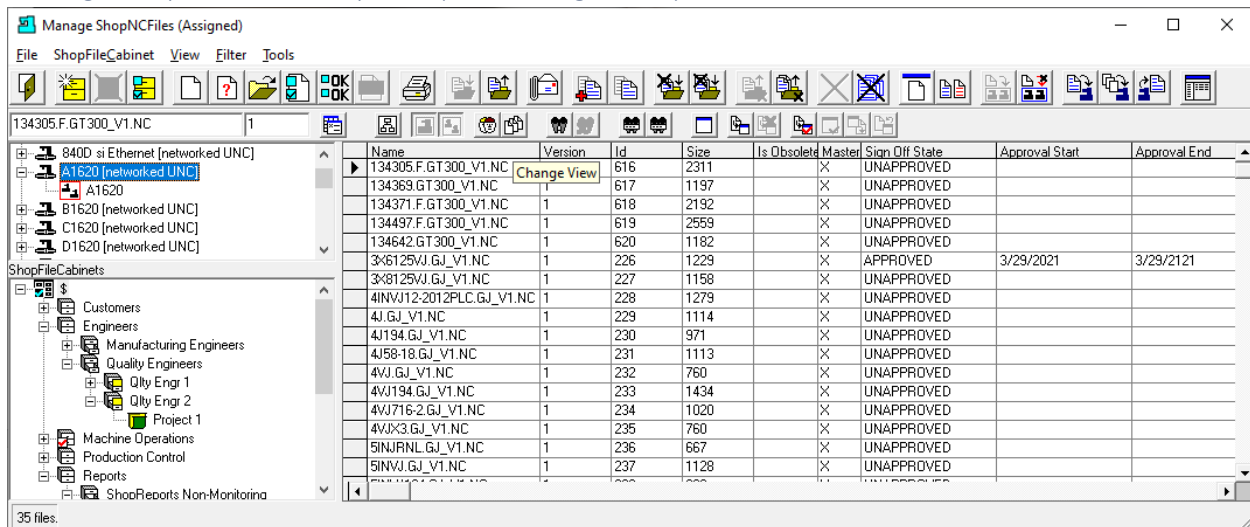 Manage ShopNCFiles (Assigned)
File ShopFileCabinet View Filter Tools
134305.F.GT300_V1.NC 1
840D si Ethernet [networked UNC]
A1620 [networked UNC]
A1620
B1620 [networked UNC]
C1620 [networked UNC]
D1620 [networked UNC]
ShopFileCabinets
$
Customers
Engineers
Manufacturing Engineers
Quality Engineers
Qlty Engr 1
Qlty Engr 2
Project 1
Machine Operations
Production Control
Reports
ShopReports Non-Monitoring
Name Version Id Size Is Obsolete Master Sign Off State Approval Start Approval End
134305.F.GT300_V1.NC 616 2311 X UNAPPROVED
Change View
134369.GT300_V1.NC 1 617 1197 X UNAPPROVED
134371.F.GT300_V1.NC 1 618 2192 X UNAPPROVED
134497.F.GT300_V1.NC 1 619 2559 X UNAPPROVED
134642.GT300_V1.NC 1 620 1182 X UNAPPROVED
3X6125VJ.GJ_V1.NC 1 226 1229 X APPROVED 3/29/2021 3/29/2121
3X8125VJ.GJ_V1.NC 1 227 1158 X UNAPPROVED
4INVJ12-2012PLC.GJ_V1.NC 1 228 1279 X UNAPPROVED
4J.GJ_V1.NC 1 229 1114 X UNAPPROVED
4J194.GJ_V1.NC 1 230 971 X UNAPPROVED
4J58-18.GJ_V1.NC 1 231 1113 X UNAPPROVED
4VJ.GJ_V1.NC 1 232 760 X UNAPPROVED
4VJ194.GJ_V1.NC 1 233 1434 X UNAPPROVED
4VJ716-2.GJ_V1.NC 1 234 1020 X UNAPPROVED
4VJX3.GJ_V1.NC 1 235 760 X UNAPPROVED
5INJRNL.GJ_V1.NC 1 236 667 X UNAPPROVED
5INVJ.GJ_V1.NC 1 237 1128 X UNAPPROVED
35 files.